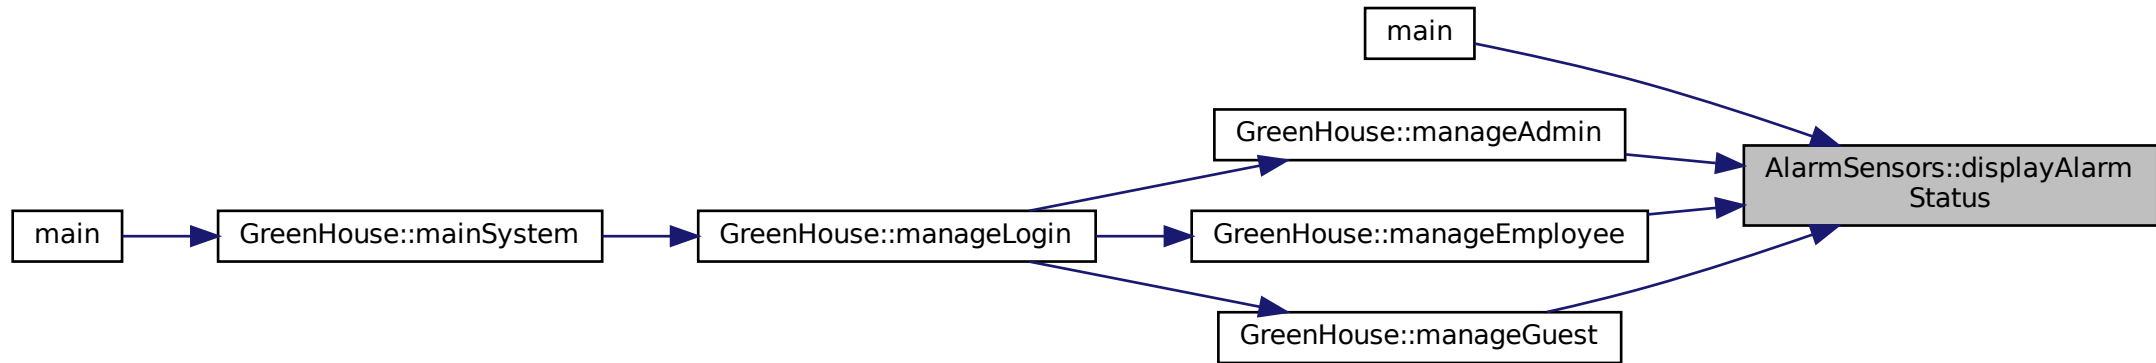 main
GreenHouse::manageAdmin
AlarmSensors::displayAlarm
Status
main
GreenHouse::mainSystem
GreenHouse::manageLogin
GreenHouse::manageEmployee
GreenHouse::manageGuest